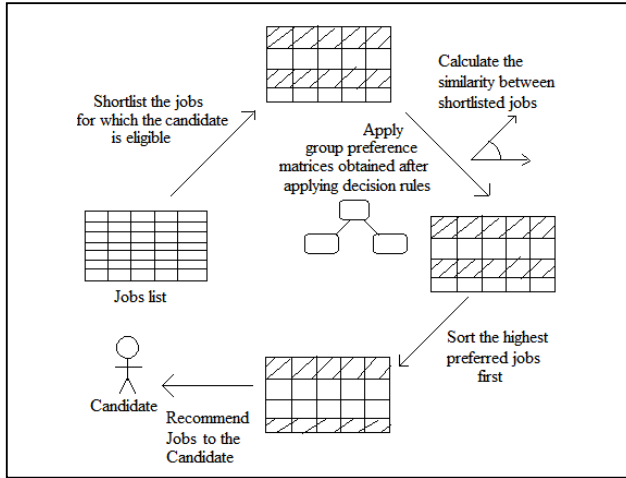 Shortlist the jobs
for which the candidate
is eligible
Calculate the
similarity between
shortlisted jobs
Apply
group preference
matrices obtained after
applying decision rules
Jobs list
Sort the highest
preferred jobs
first
Candidate
Recommend
Jobs to the
Candidate